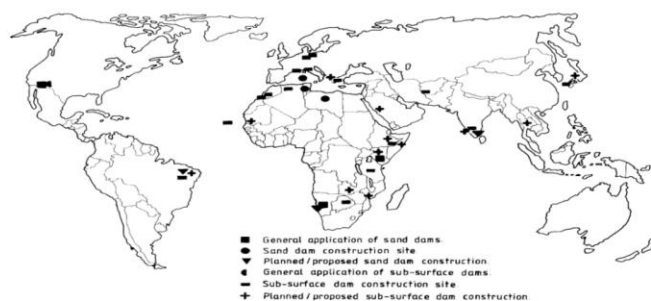 General application of sand dams.
Sand dam construction site
Planned/proposed sand dam construction.
General application of sub-surface dams.
Sub-surface dam construction site.
Planned/proposed sub-surface dam construction.